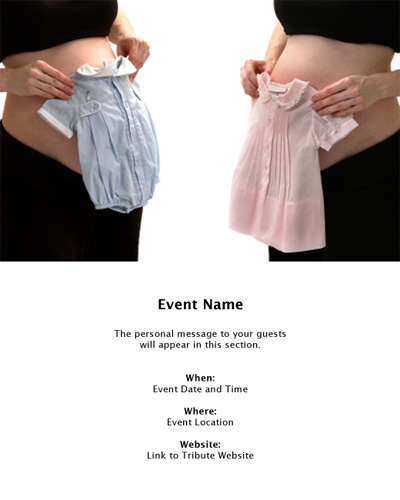 Event Name
The personal message to your guests
will appear in this section.
When:
Event Date and Time
Where:
Event Location
Website:
Link to Tribute Website